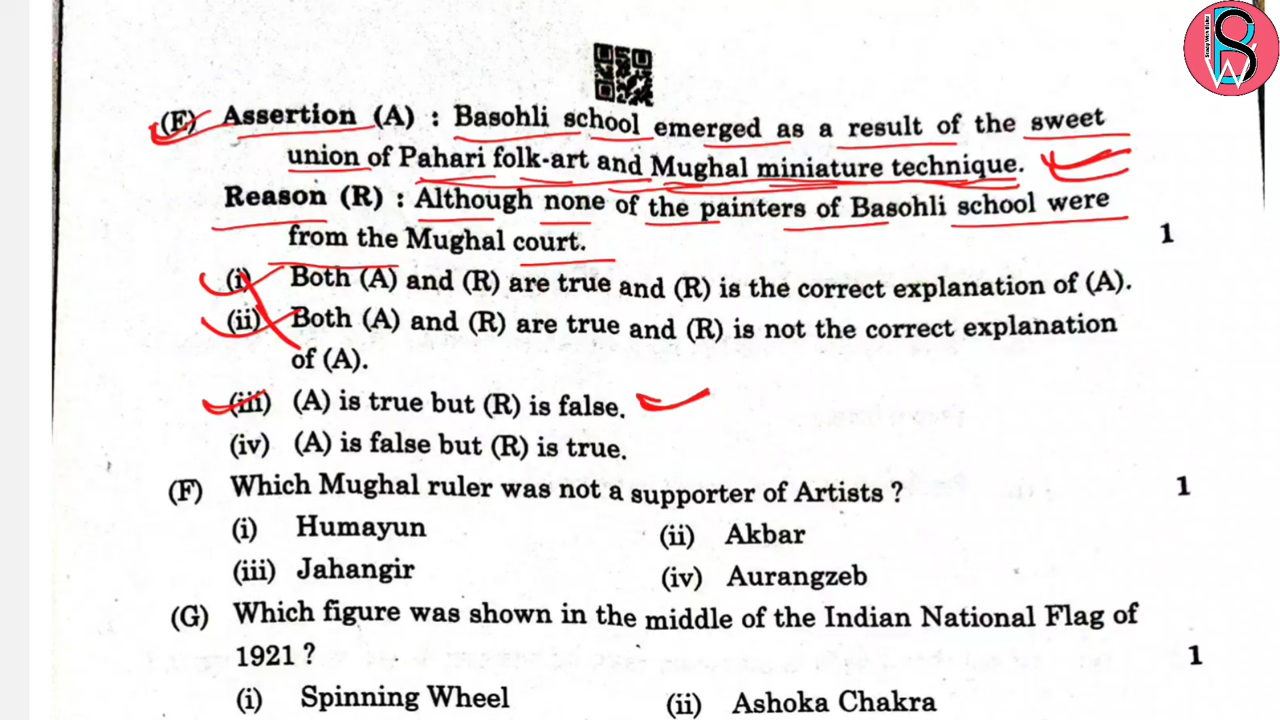 (E) Assertion (A) : Basohli school emerged as a result of the sweet
union of Pahari folk-art and Mughal miniature technique.
Reason (R) : Although none of the painters of Basohli school were
from the Mughal court. 1
(i) Both (A) and (R) are true and (R) is the correct explanation of (A).
(ii) Both (A) and (R) are true and (R) is not the correct explanation
of (A).
(iii) (A) is true but (R) is false.
(iv) (A) is false but (R) is true.
(F) Which Mughal ruler was not a supporter of Artists ? 1
(i) Humayun (ii) Akbar
(iii) Jahangir (iv) Aurangzeb
(G) Which figure was shown in the middle of the Indian National Flag of
1921 ? 1
(i) Spinning Wheel (ii) Ashoka Chakra